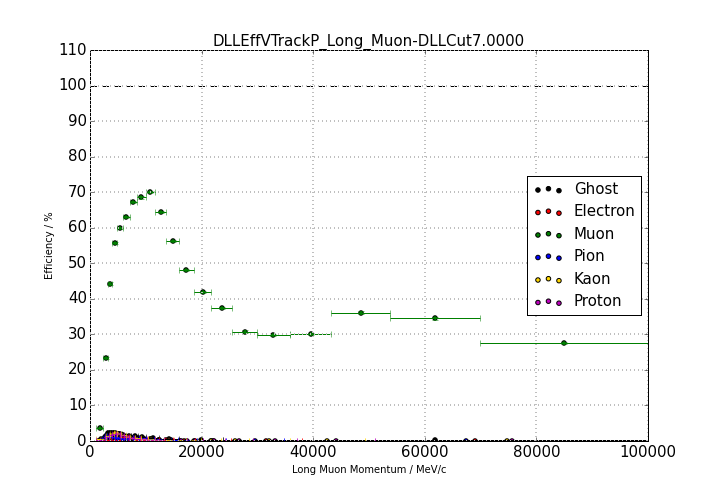 DLLEffVTrackP_Long_Muon-DLLCut7.0000
110
100
90
80
70
60
50
40
30
20
10
0
Efficiency / %
Ghost
Electron
Muon
Pion
Kaon
Proton
0 20000 40000 60000 80000 100000
Long Muon Momentum / MeV/c